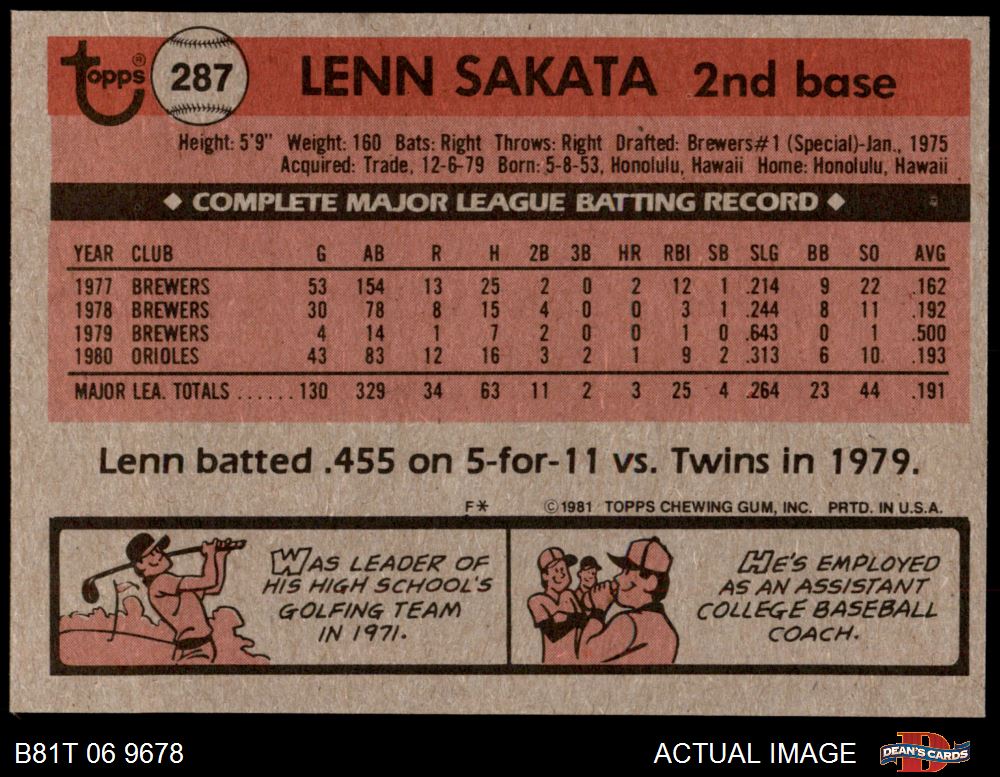 Topps® 287 LENN SAKATA 2nd base
Height: 5'9" Weight: 160 Bats: Right Throws: Right Drafted: Brewers#1 (Special)-Jan., 1975
Acquired: Trade, 12-6-79 Born: 5-8-53, Honolulu, Hawaii Home: Honolulu, Hawaii
◆ COMPLETE MAJOR LEAGUE BATTING RECORD ◆
YEAR CLUB G AB R H 2B 3B HR RBI SB SLG BB SO AVG
1977 BREWERS 53 154 13 25 2 0 2 12 1 .214 9 22 .162
1978 BREWERS 30 78 8 15 4 0 0 3 1 .244 8 11 .192
1979 BREWERS 4 14 1 7 2 0 0 1 0 .643 0 1 .500
1980 ORIOLES 43 83 12 16 3 2 1 9 2 .313 6 10 .193
MAJOR LEA. TOTALS ......130 329 34 63 11 2 3 25 4 .264 23 44 .191
Lenn batted .455 on 5-for-11 vs. Twins in 1979.
F* ©1981 TOPPS CHEWING GUM, INC. PRTD. IN U.S.A.
WAS LEADER OF
HIS HIGH SCHOOL'S
GOLFING TEAM
IN 1971.
HE'S EMPLOYED
AS AN ASSISTANT
COLLEGE BASEBALL
COACH.
B81T 06 9678 ACTUAL IMAGE DEAN'S CARDS